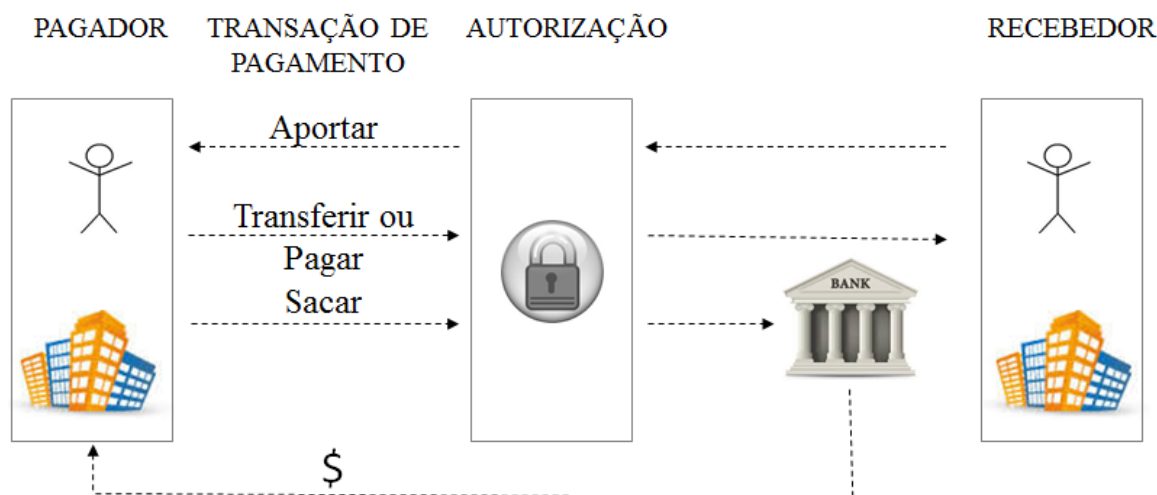 PAGADOR
TRANSAÇÃO DE
PAGAMENTO
AUTORIZAÇÃO
RECEBEDOR
Aportar
Transferir ou
Pagar
Sacar
BANK
$